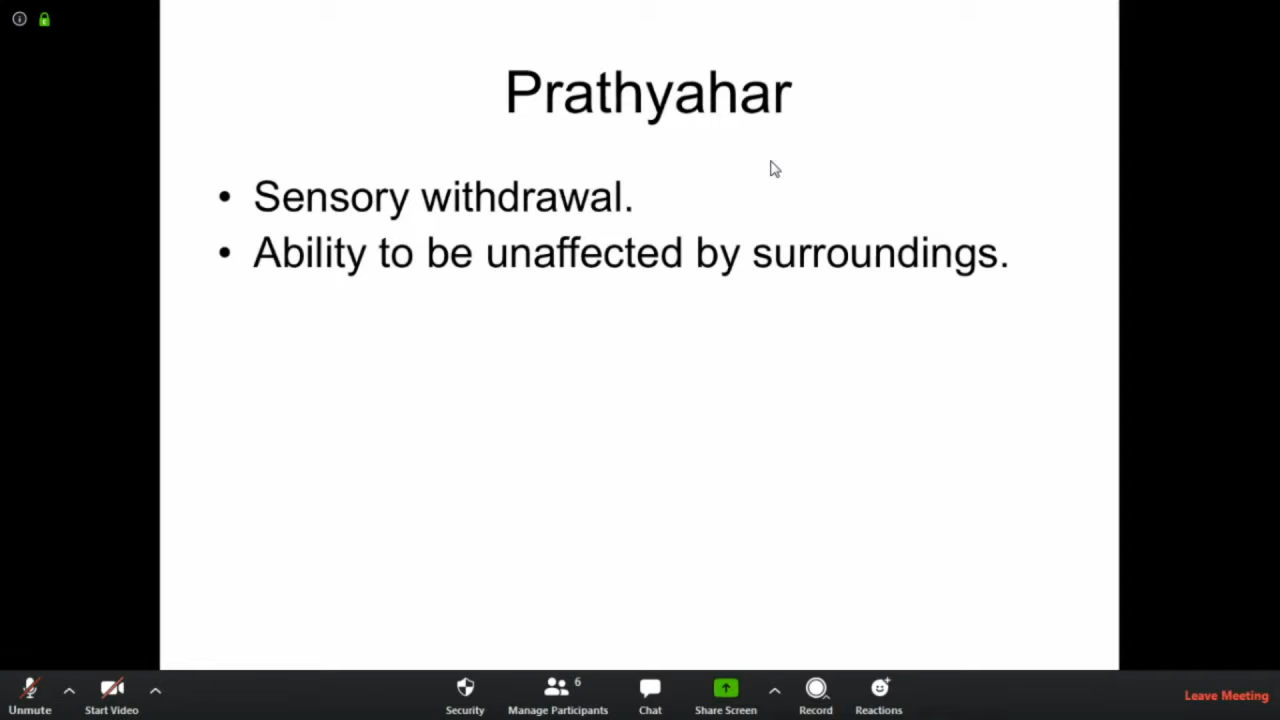 Prathyahar
• Sensory withdrawal.
• Ability to be unaffected by surroundings.
6
Unmute
Start Video
Security
Manage Participants
Chat
Share Screen
Record
Reactions
Leave Meeting